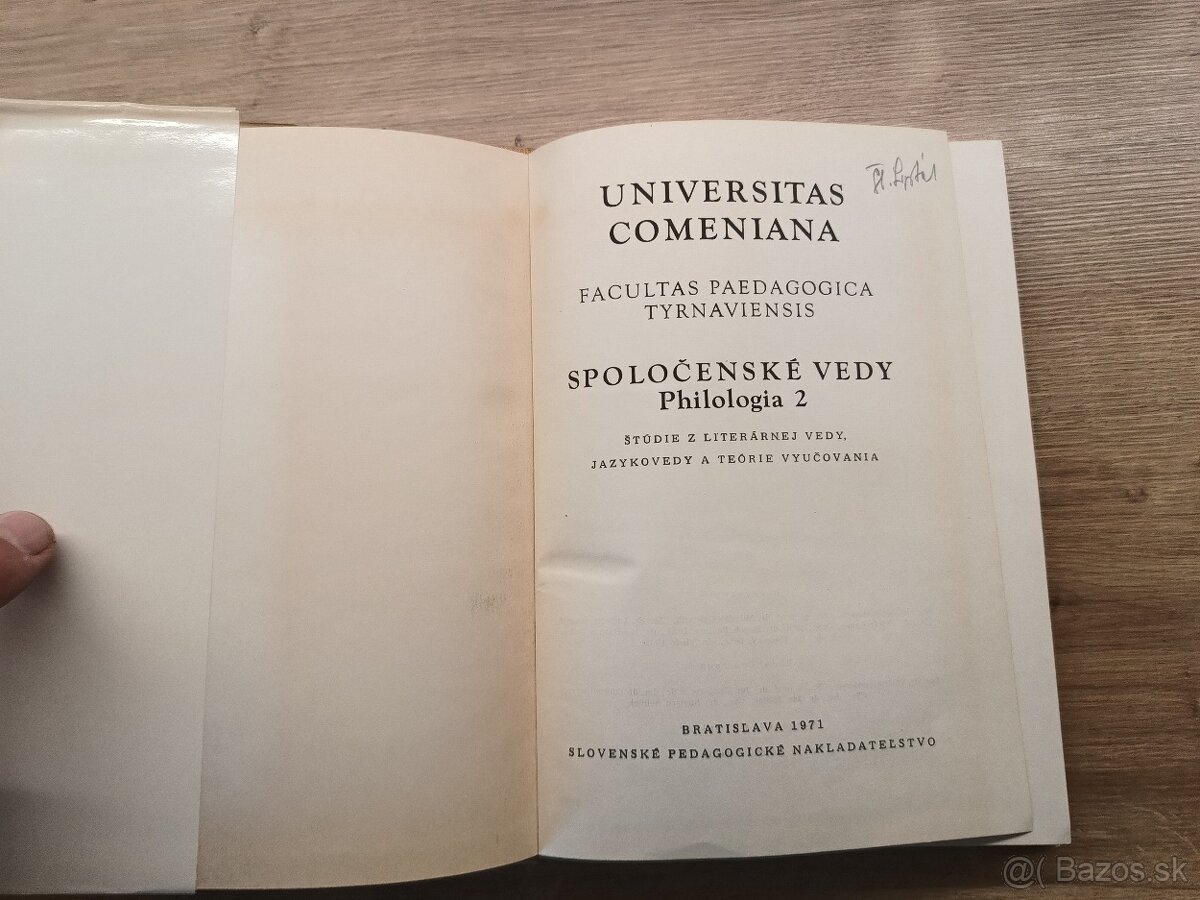 UNIVERSITAS
COMENIANA
FACULTAS PAEDAGOGICA
TYRNAVIENSIS
SPOLOČENSKÉ VEDY
Philologia 2
ŠTÚDIE Z LITERÁRNEJ VEDY,
JAZYKOVEDY A TEÓRIE VYUČOVANIA
BRATISLAVA 1971
SLOVENSKÉ PEDAGOGICKÉ NAKLADATEĽSTVO
@( Bazos.sk